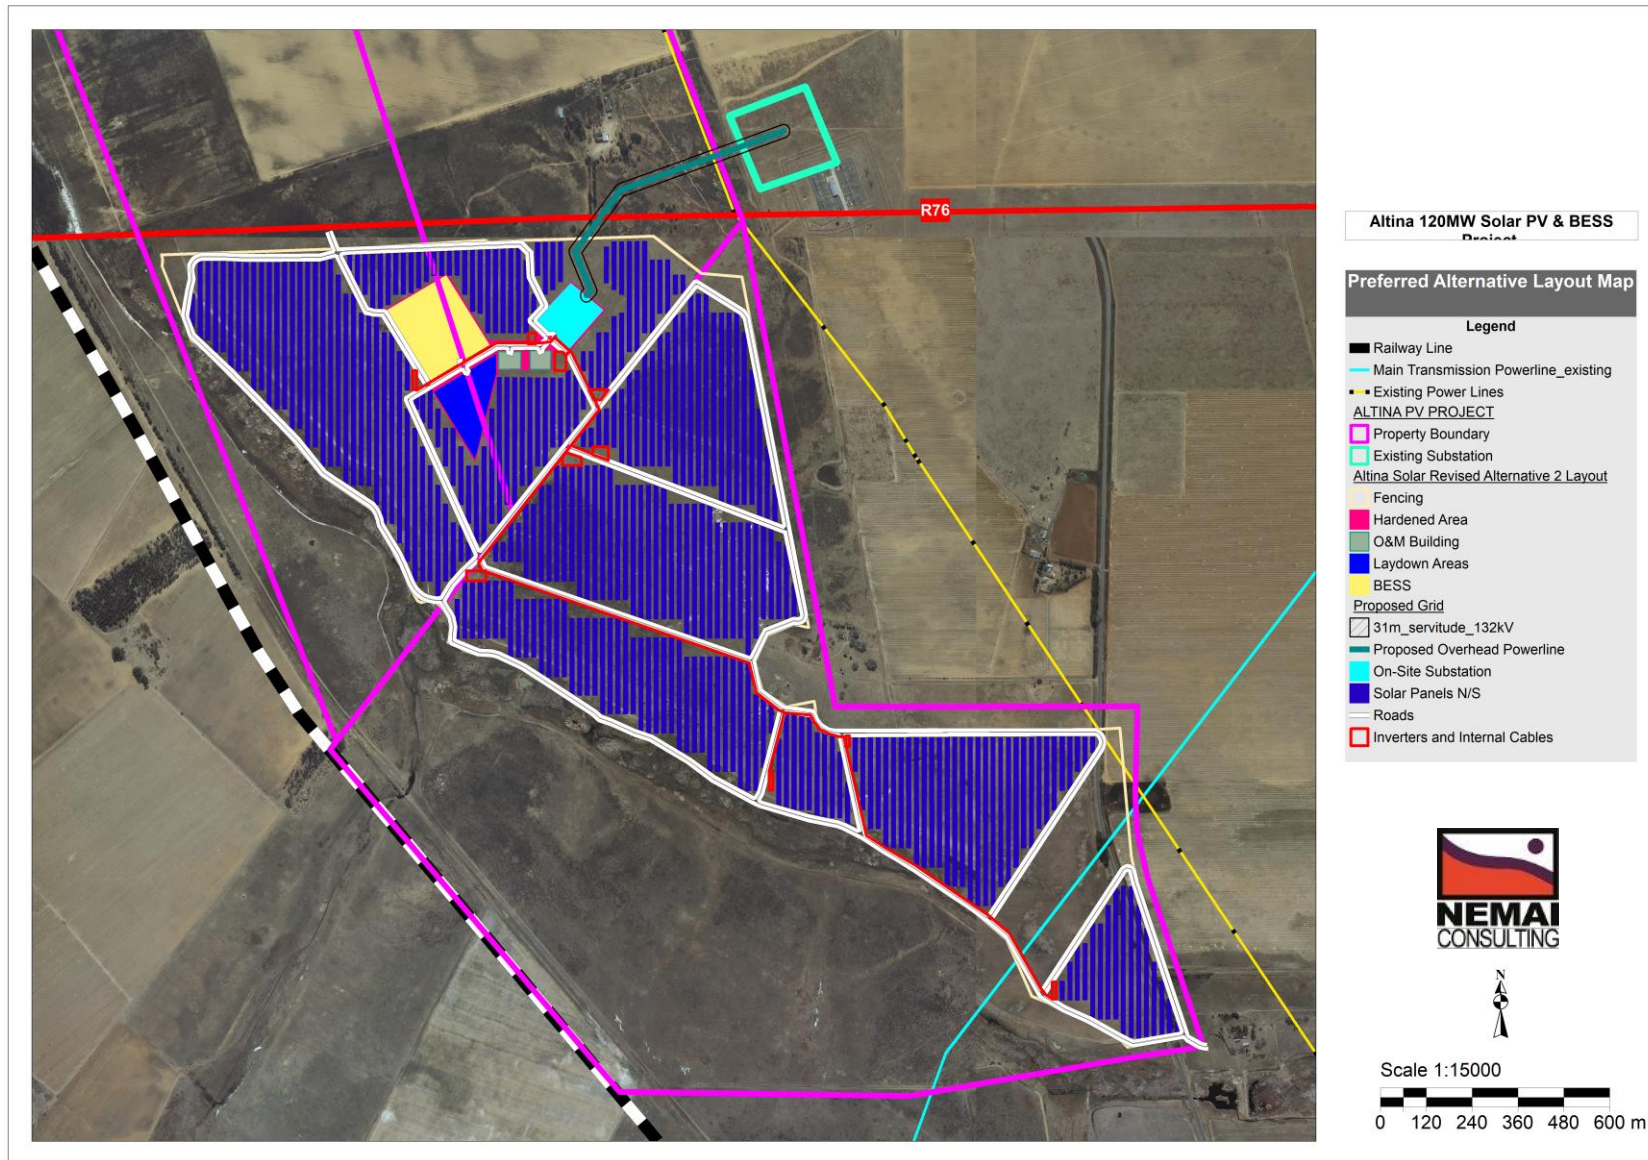 R76
Altina 120MW Solar PV & BESS
Project
Preferred Alternative Layout Map
Legend
Railway Line
Main Transmission Powerline_existing
Existing Power Lines
ALTINA PV PROJECT
Property Boundary
Existing Substation
Altina Solar Revised Alternative 2 Layout
Fencing
Hardened Area
O&M Building
Laydown Areas
BESS
Proposed Grid
31m_servitude_132kV
Proposed Overhead Powerline
On-Site Substation
Solar Panels N/S
Roads
Inverters and Internal Cables
NEMAI
CONSULTING
N
Scale 1:15000
0 120 240 360 480 600 m